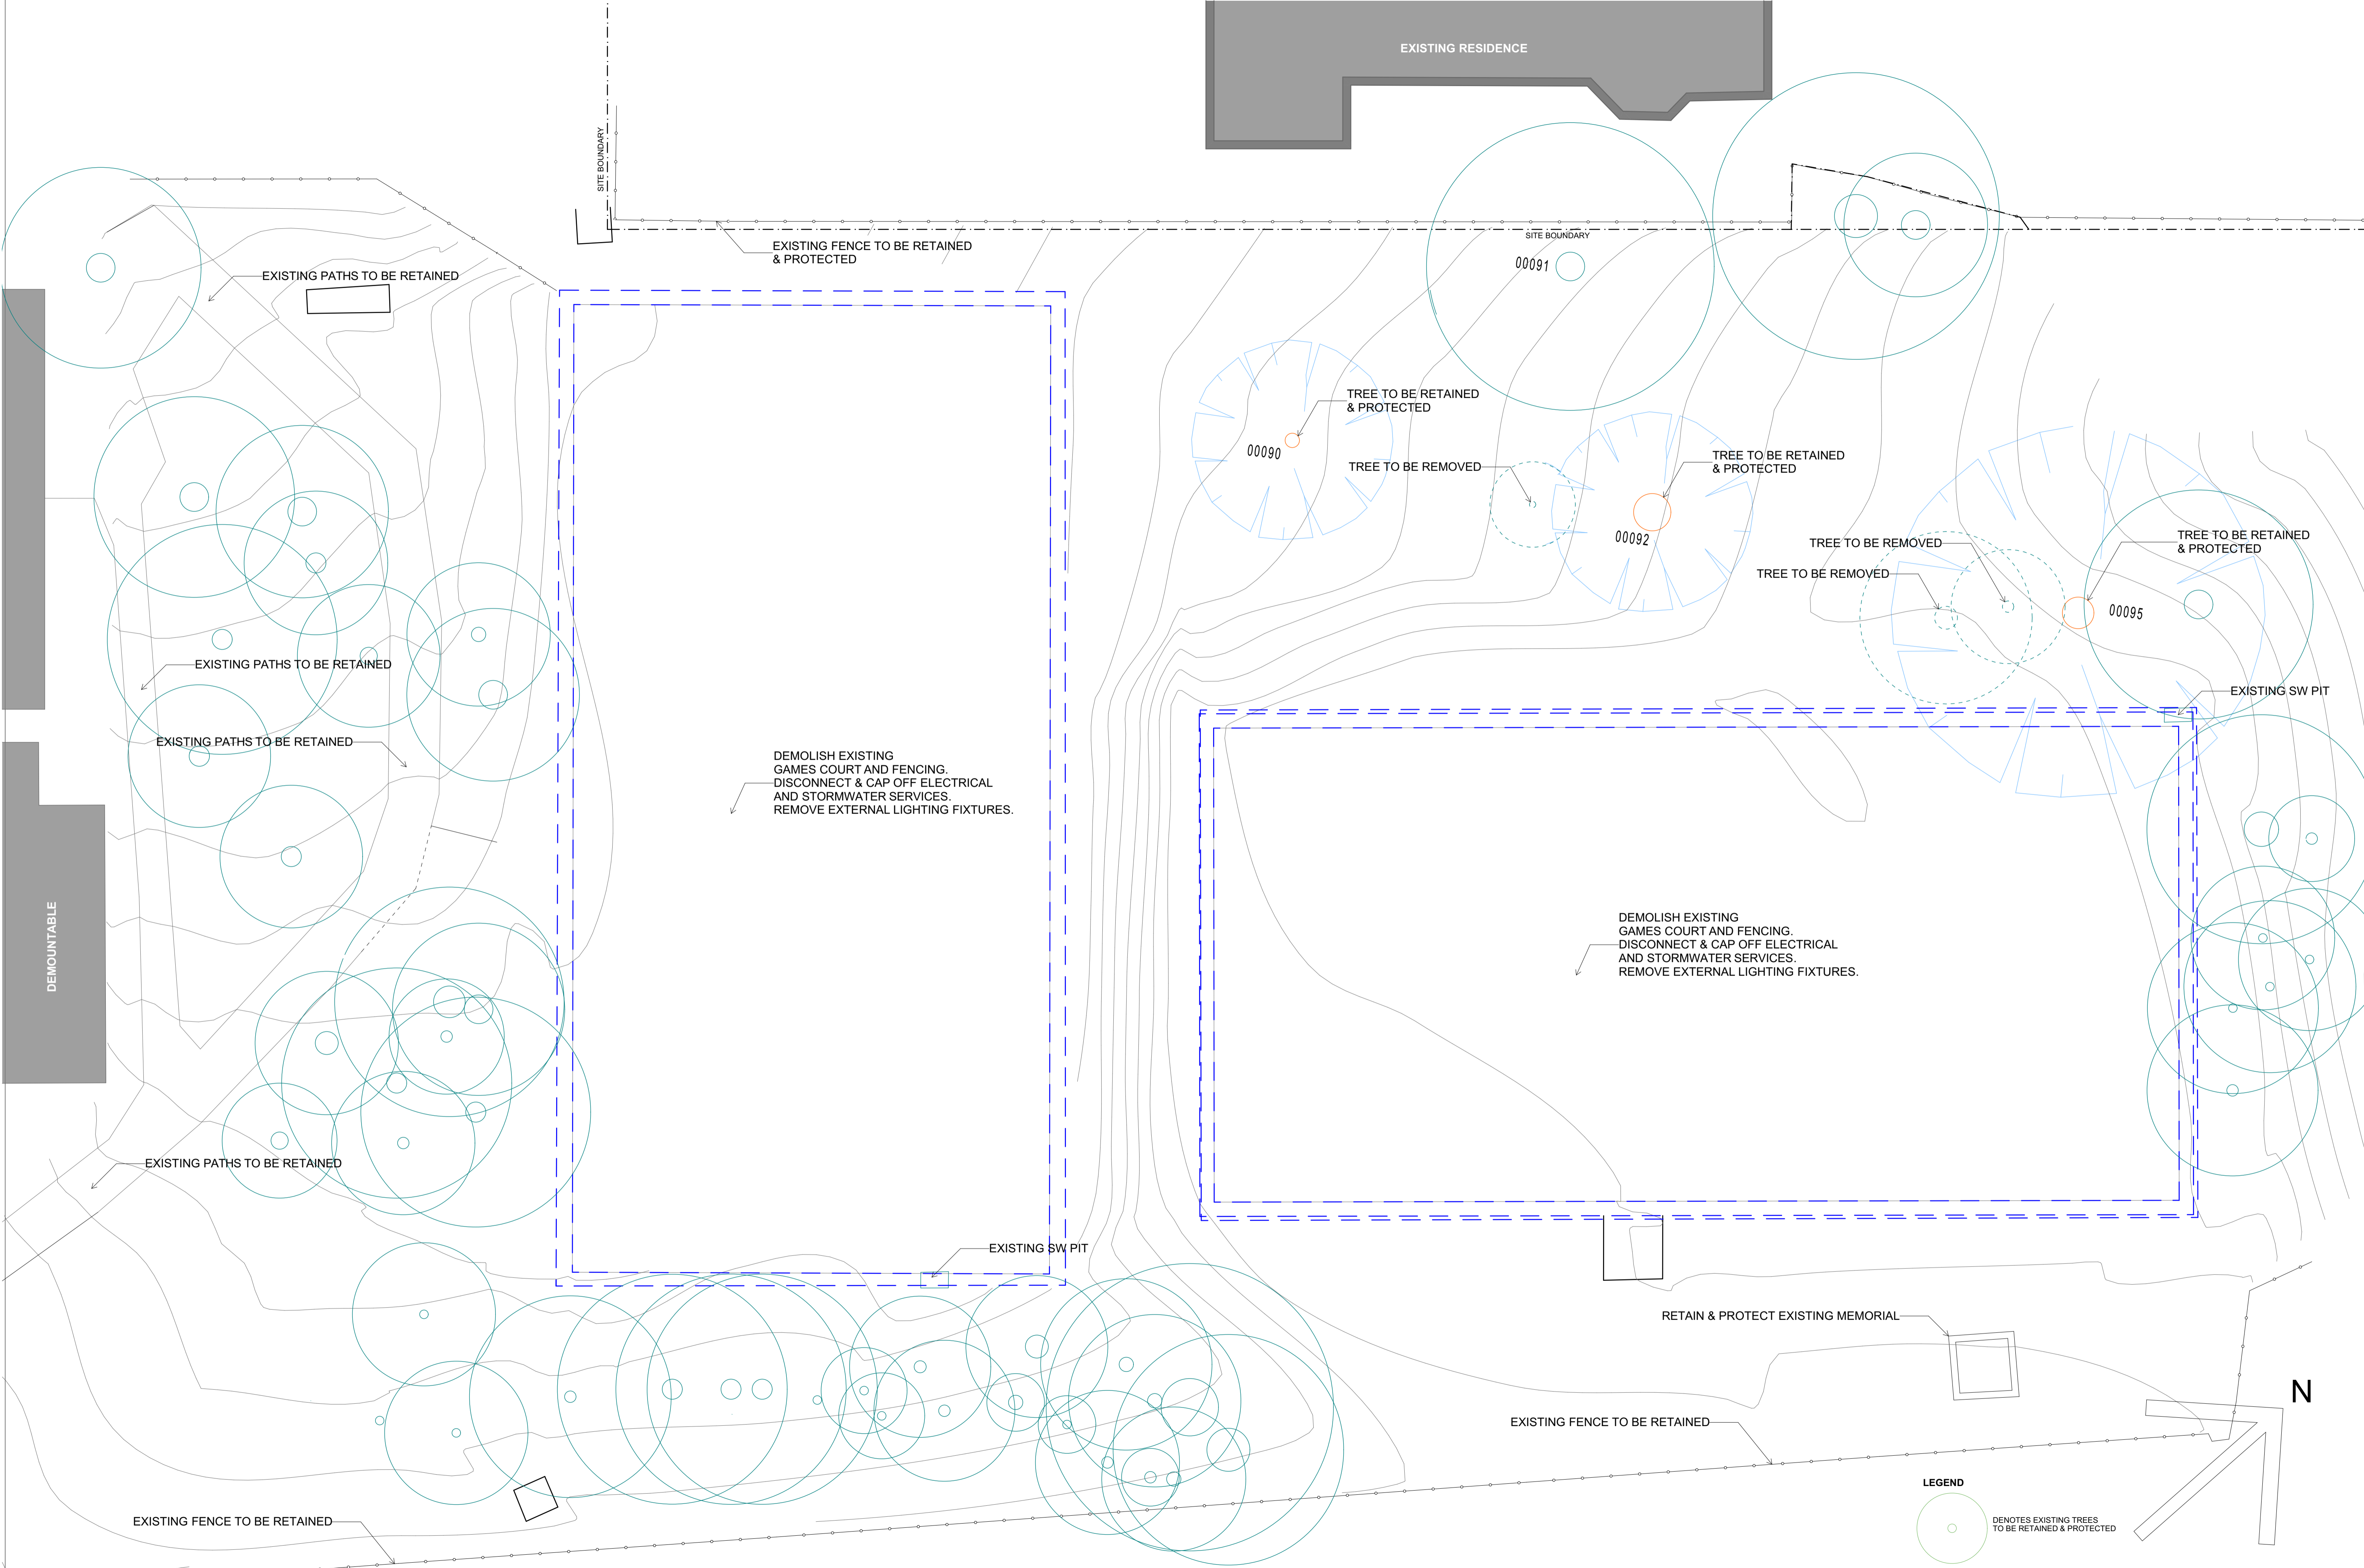 EXISTING RESIDENCE
SITE BOUNDARY
EXISTING FENCE TO BE RETAINED
& PROTECTED
SITE BOUNDARY
00091
EXISTING PATHS TO BE RETAINED
TREE TO BE RETAINED
& PROTECTED
00090
TREE TO BE REMOVED
TREE TO BE RETAINED
& PROTECTED
00092
TREE TO BE REMOVED
TREE TO BE REMOVED
TREE TO BE RETAINED
& PROTECTED
00095
EXISTING PATHS TO BE RETAINED
EXISTING SW PIT
EXISTING PATHS TO BE RETAINED
DEMOLISH EXISTING
GAMES COURT AND FENCING.
DISCONNECT & CAP OFF ELECTRICAL
AND STORMWATER SERVICES.
REMOVE EXTERNAL LIGHTING FIXTURES.
DEMOUNTABLE
DEMOLISH EXISTING
GAMES COURT AND FENCING.
DISCONNECT & CAP OFF ELECTRICAL
AND STORMWATER SERVICES.
REMOVE EXTERNAL LIGHTING FIXTURES.
EXISTING PATHS TO BE RETAINED
EXISTING SW PIT
RETAIN & PROTECT EXISTING MEMORIAL
N
EXISTING FENCE TO BE RETAINED
LEGEND
DENOTES EXISTING TREES
TO BE RETAINED & PROTECTED
EXISTING FENCE TO BE RETAINED